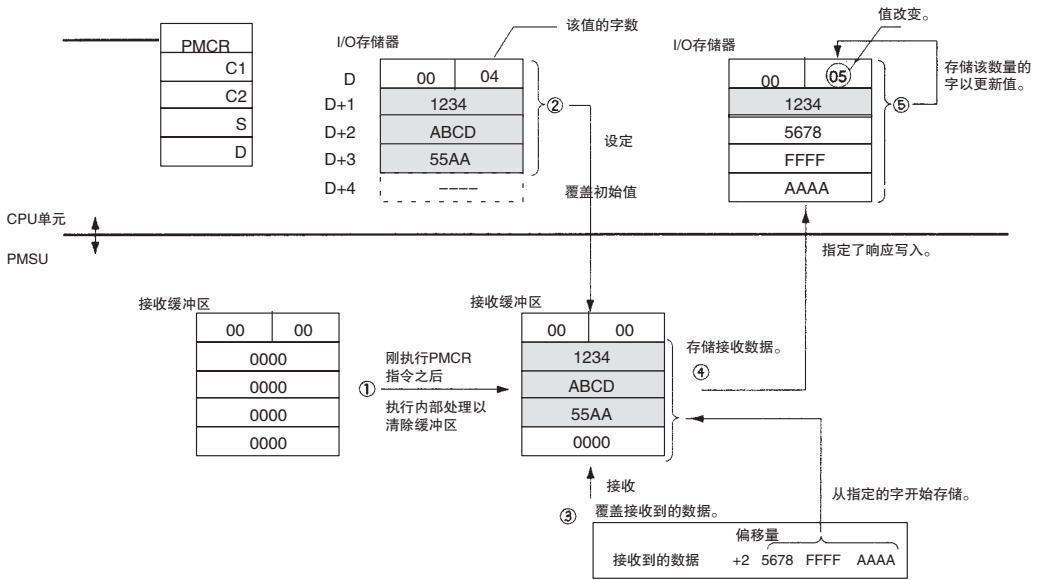 PMCR
C1
C2
S
D
I/O存储器
该值的字数
D 00 04
D+1 1234
D+2 ABCD
D+3 55AA
D+4 ----
②
设定
覆盖初始值
I/O存储器
值改变。
00 05
1234
5678
FFFF
AAAA
⑤
存储该数量的
字以更新值。
CPU单元
PMSU
指定了响应写入。
接收缓冲区
00 00
0000
0000
0000
0000
①
刚执行PMCR
指令之后
执行内部处理以
清除缓冲区
接收缓冲区
00 00
1234
ABCD
55AA
0000
存储接收数据。
④
接收
③ 覆盖接收到的数据。
从指定的字开始存储。
偏移量
接收到的数据 +2 5678 FFFF AAAA